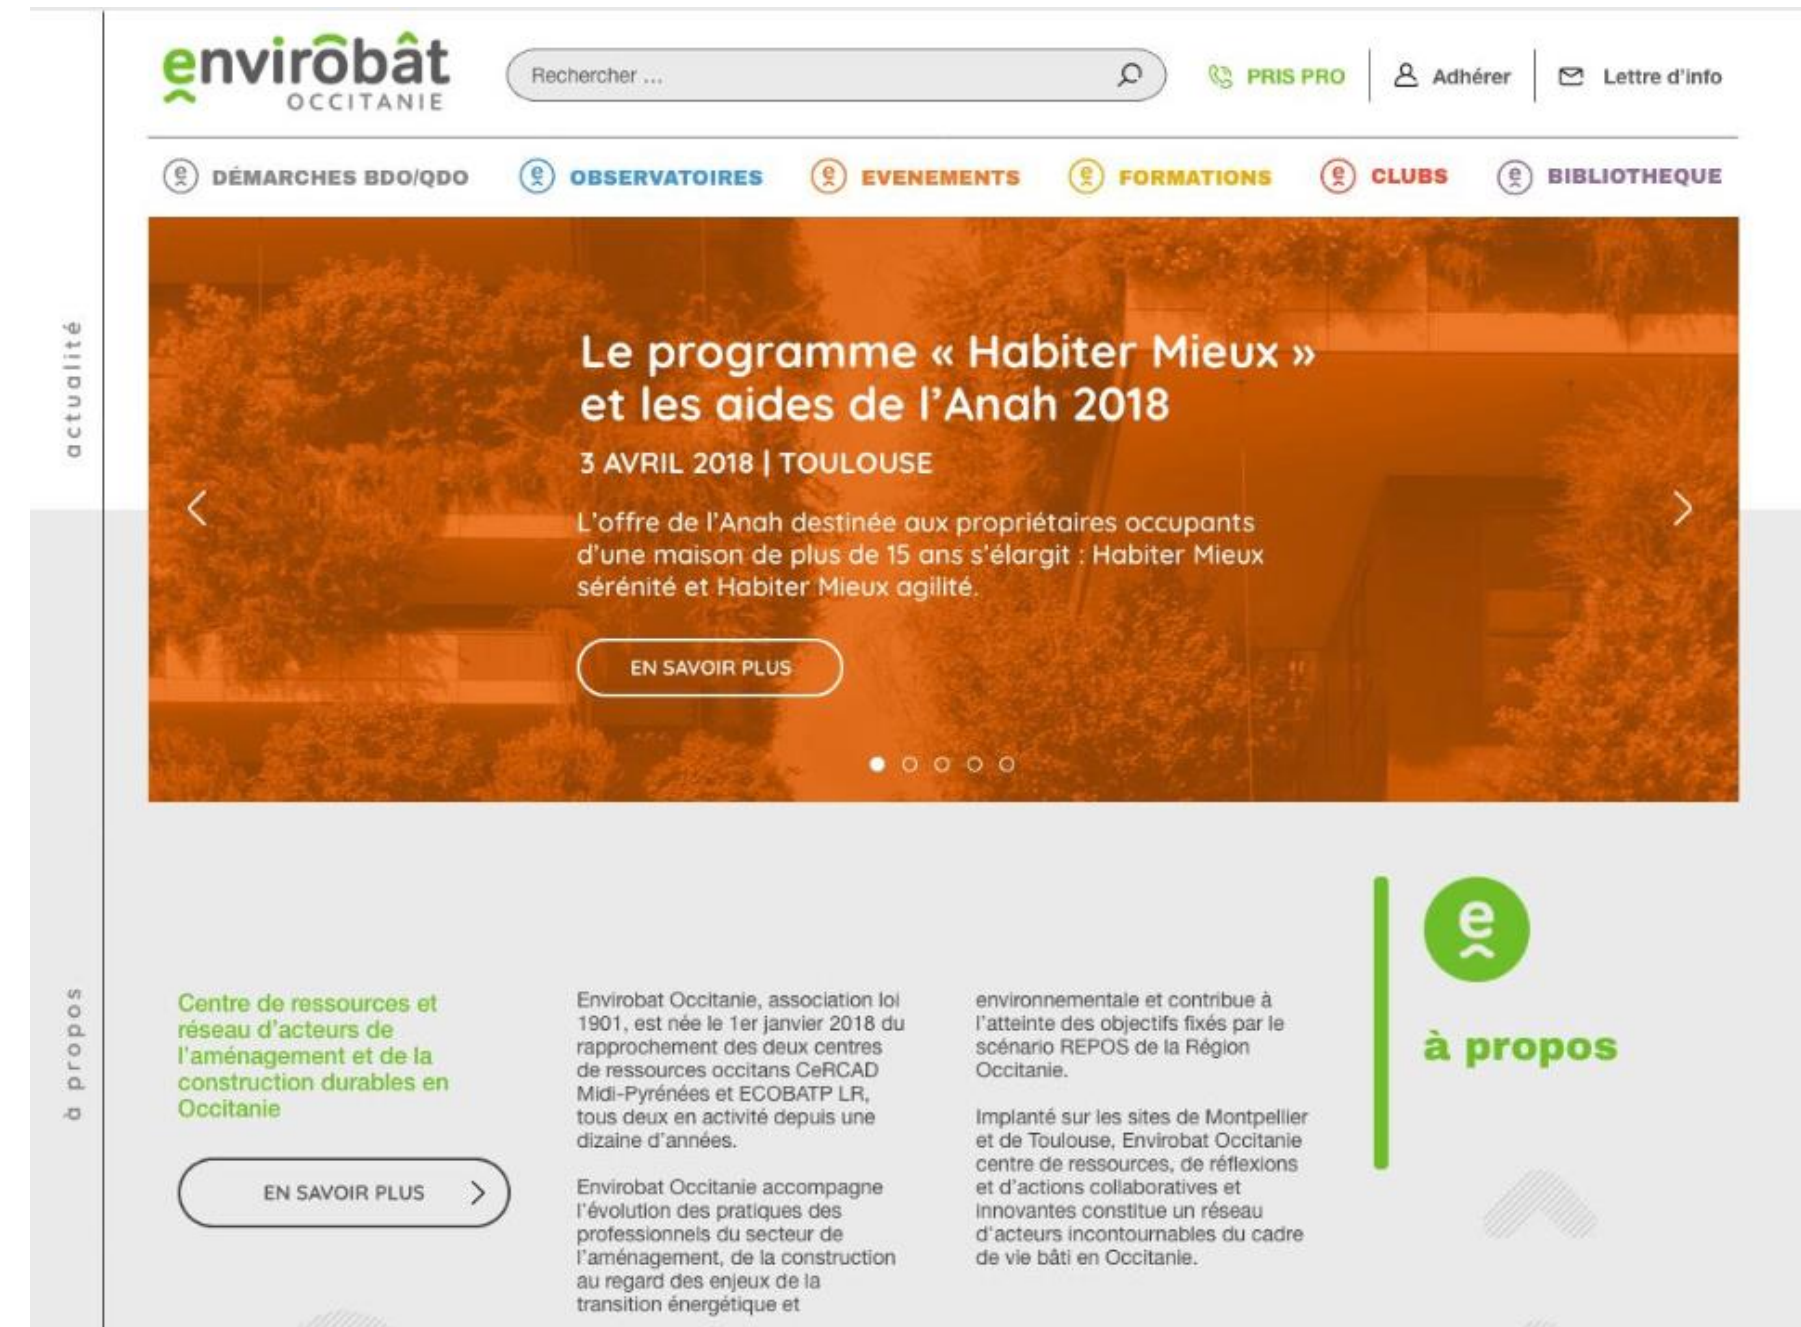 envirobât
OCCITANIE
Rechercher ...
PRIS PRO
Adhérer
Lettre d'info
DÉMARCHES BDO/QDO
OBSERVATOIRES
EVENEMENTS
FORMATIONS
CLUBS
BIBLIOTHEQUE
actualité
Le programme « Habiter Mieux »
et les aides de l'Anah 2018
3 AVRIL 2018 | TOULOUSE
L'offre de l'Anah destinée aux propriétaires occupants
d'une maison de plus de 15 ans s'élargit : Habiter Mieux
sérénité et Habiter Mieux agilité.
EN SAVOIR PLUS
à propos
Centre de ressources et
réseau d'acteurs de
l'aménagement et de la
construction durables en
Occitanie
EN SAVOIR PLUS
Envirobat Occitanie, association loi
1901, est née le 1er janvier 2018 du
rapprochement des deux centres
de ressources occitans CeRCAD
Midi-Pyrénées et ECOBATP LR,
tous deux en activité depuis une
dizaine d'années.
Envirobat Occitanie accompagne
l'évolution des pratiques des
professionnels du secteur de
l'aménagement, de la construction
au regard des enjeux de la
transition énergétique et
environnementale et contribue à
l'atteinte des objectifs fixés par le
scénario REPOS de la Région
Occitanie.
Implanté sur les sites de Montpellier
et de Toulouse, Envirobat Occitanie
centre de ressources, de réflexions
et d'actions collaboratives et
innovantes constitue un réseau
d'acteurs incontournables du cadre
de vie bâti en Occitanie.
e
à propos